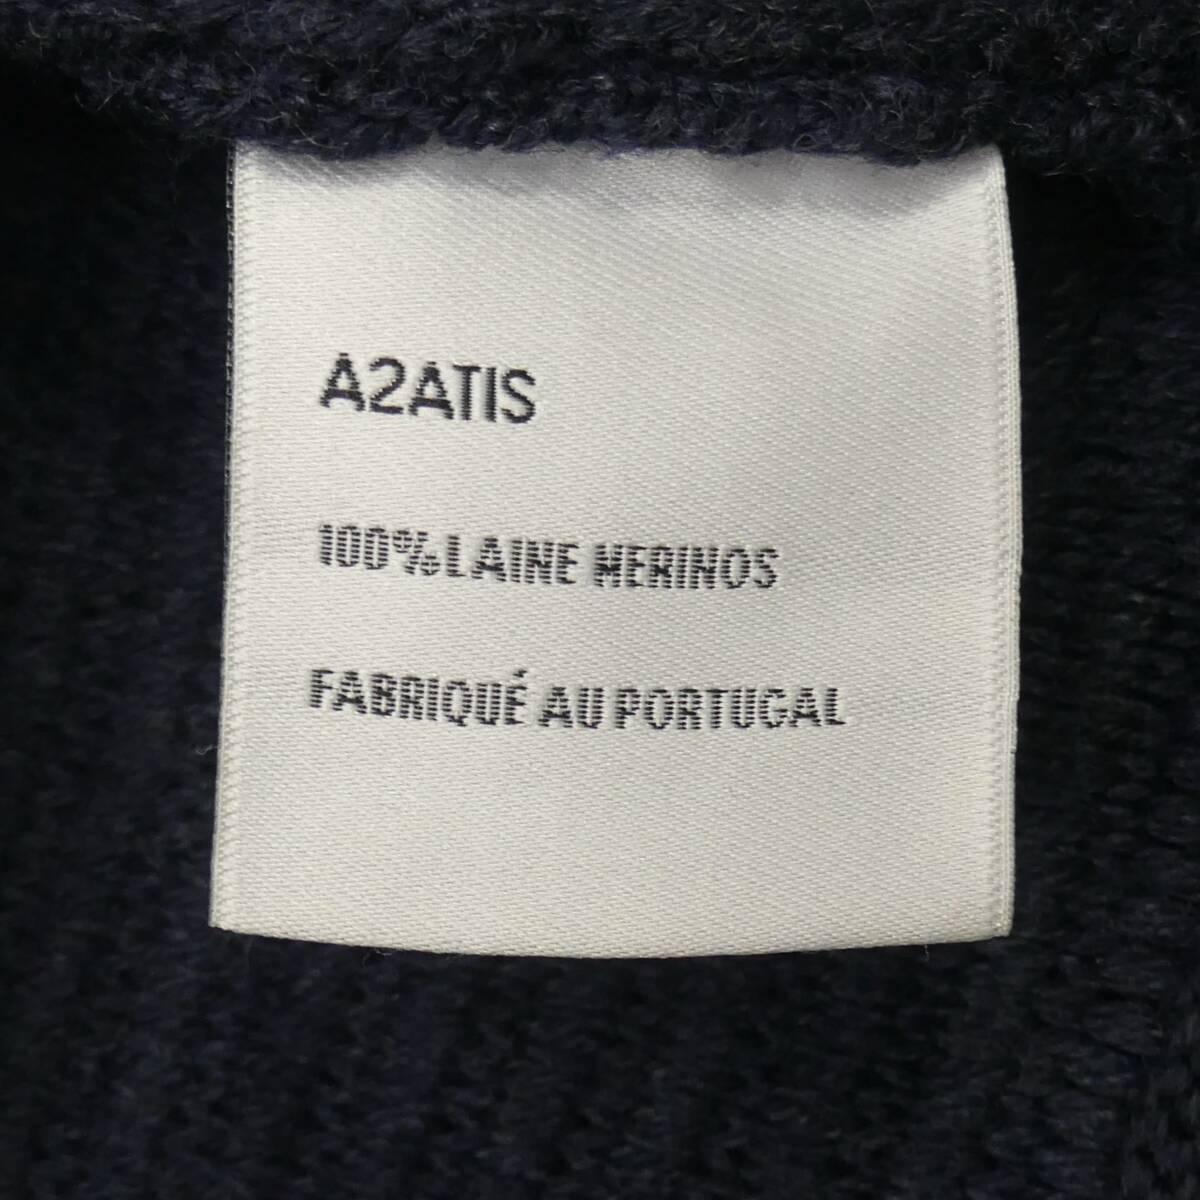 A2ATIS
100% LAINE MERINOS
FABRIQUÉ AU PORTUGAL